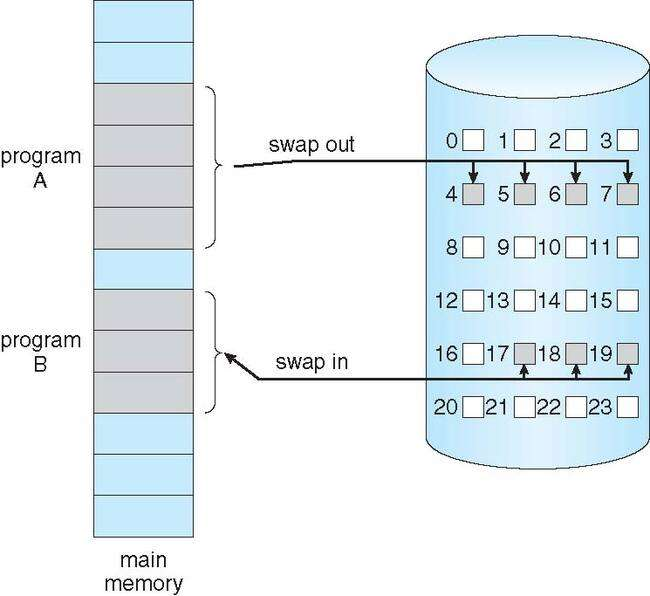 program
A
swap out
0 1 2 3
4 5 6 7
8 9 10 11
12 13 14 15
program
B
swap in
16 17 18 19
20 21 22 23
main
memory